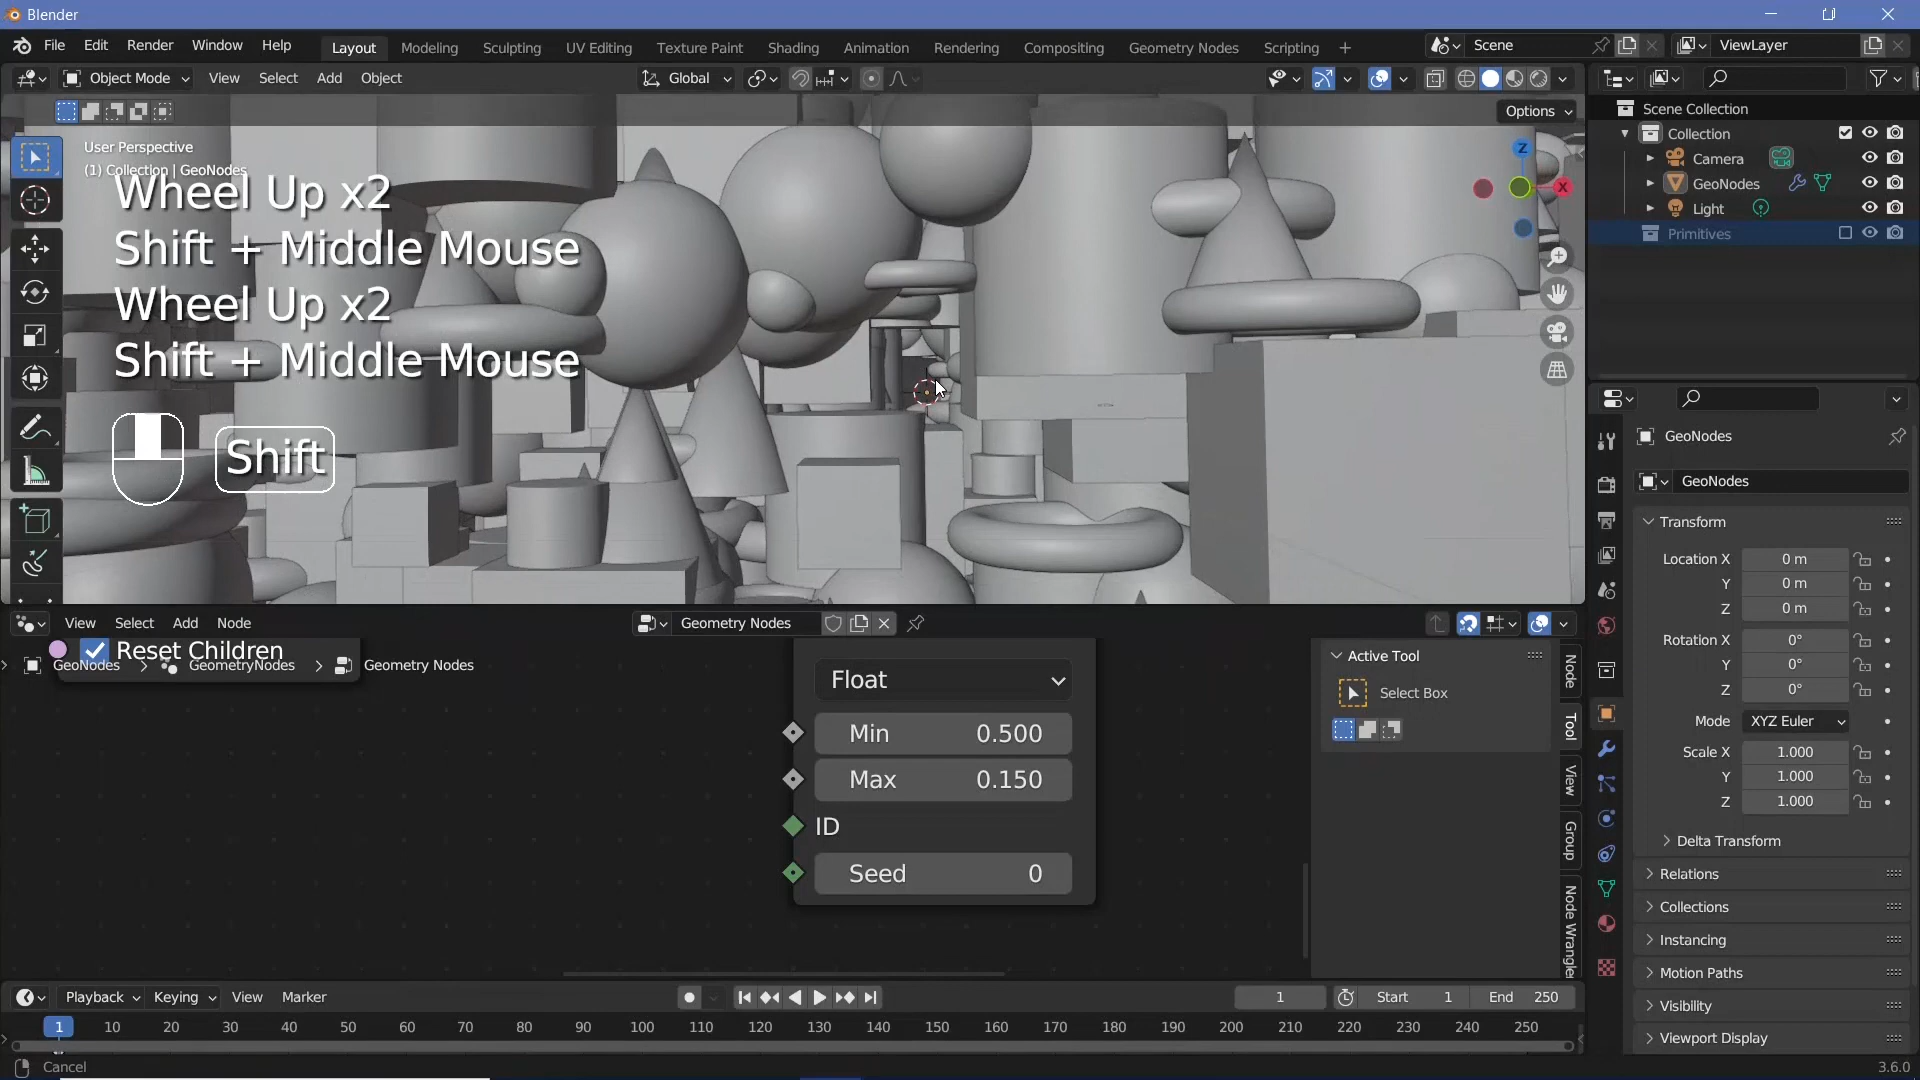 Blender
File Edit Render Window Help
Layout Modeling Sculpting UV Editing Texture Paint Shading Animation Rendering Compositing Geometry Nodes Scripting +
Scene
ViewLayer
Object Mode View Select Add Object
Global
Options
User Perspective
(1) Collection | GeoNodes
Wheel Up x2
Shift + Middle Mouse
Wheel Up x2
Shift + Middle Mouse
Shift
Z
X
Scene Collection
Collection
Camera
GeoNodes
Light
Primitives
GeoNodes
GeoNodes
Transform
Location X 0 m
Y 0 m
Z 0 m
Rotation X 0°
Y 0°
Z 0°
Mode XYZ Euler
Scale X 1.000
Y 1.000
Z 1.000
Delta Transform
Relations
Collections
Instancing
Motion Paths
Visibility
Viewport Display
View Select Add Node
Geometry Nodes
Reset Children
GeoNodes > GeometryNodes > Geometry Nodes
Float
Min 0.500
Max 0.150
ID
Seed 0
Active Tool
Select Box
Node
Tool
View
Group
Node Wrangle
Playback Keying View Marker
1
Start 1
End 250
1 10 20 30 40 50 60 70 80 90 100 110 120 130 140 150 160 170 180 190 200 210 220 230 240 250
Cancel
3.6.0